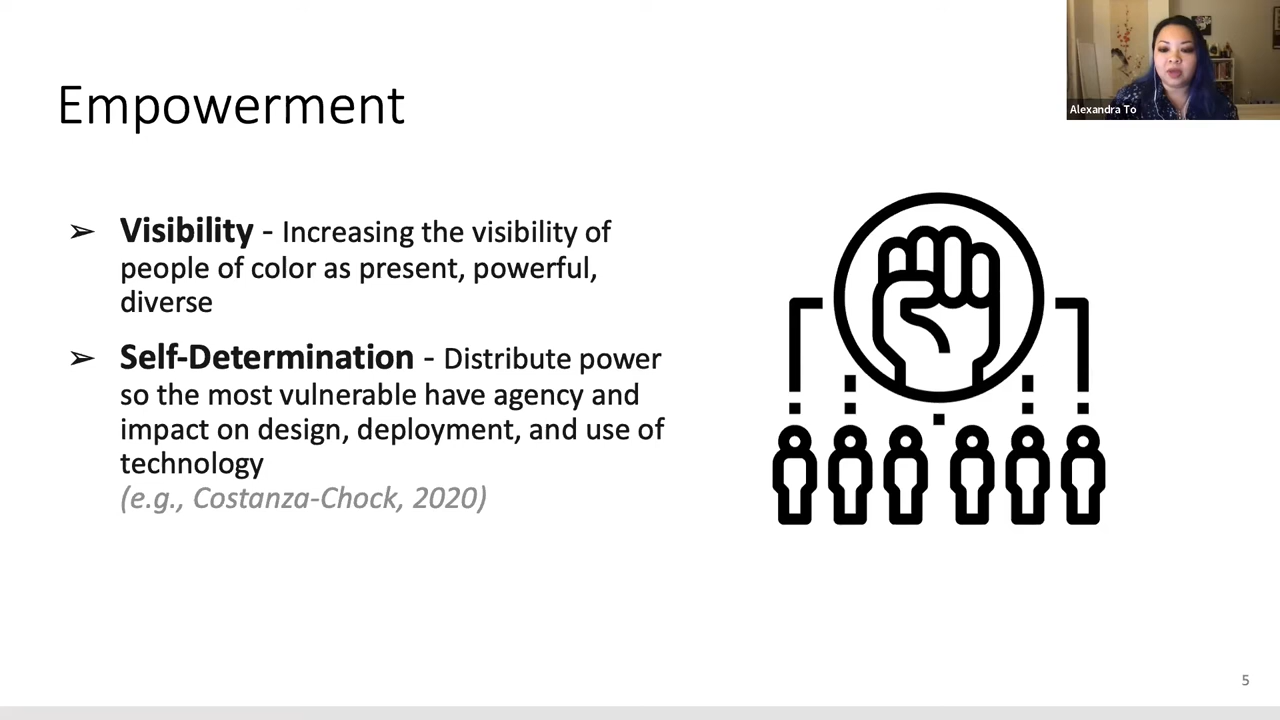 Alexandra To
Empowerment
➢ Visibility - Increasing the visibility of
people of color as present, powerful,
diverse
➢ Self-Determination - Distribute power
so the most vulnerable have agency and
impact on design, deployment, and use of
technology
(e.g., Costanza-Chock, 2020)
5